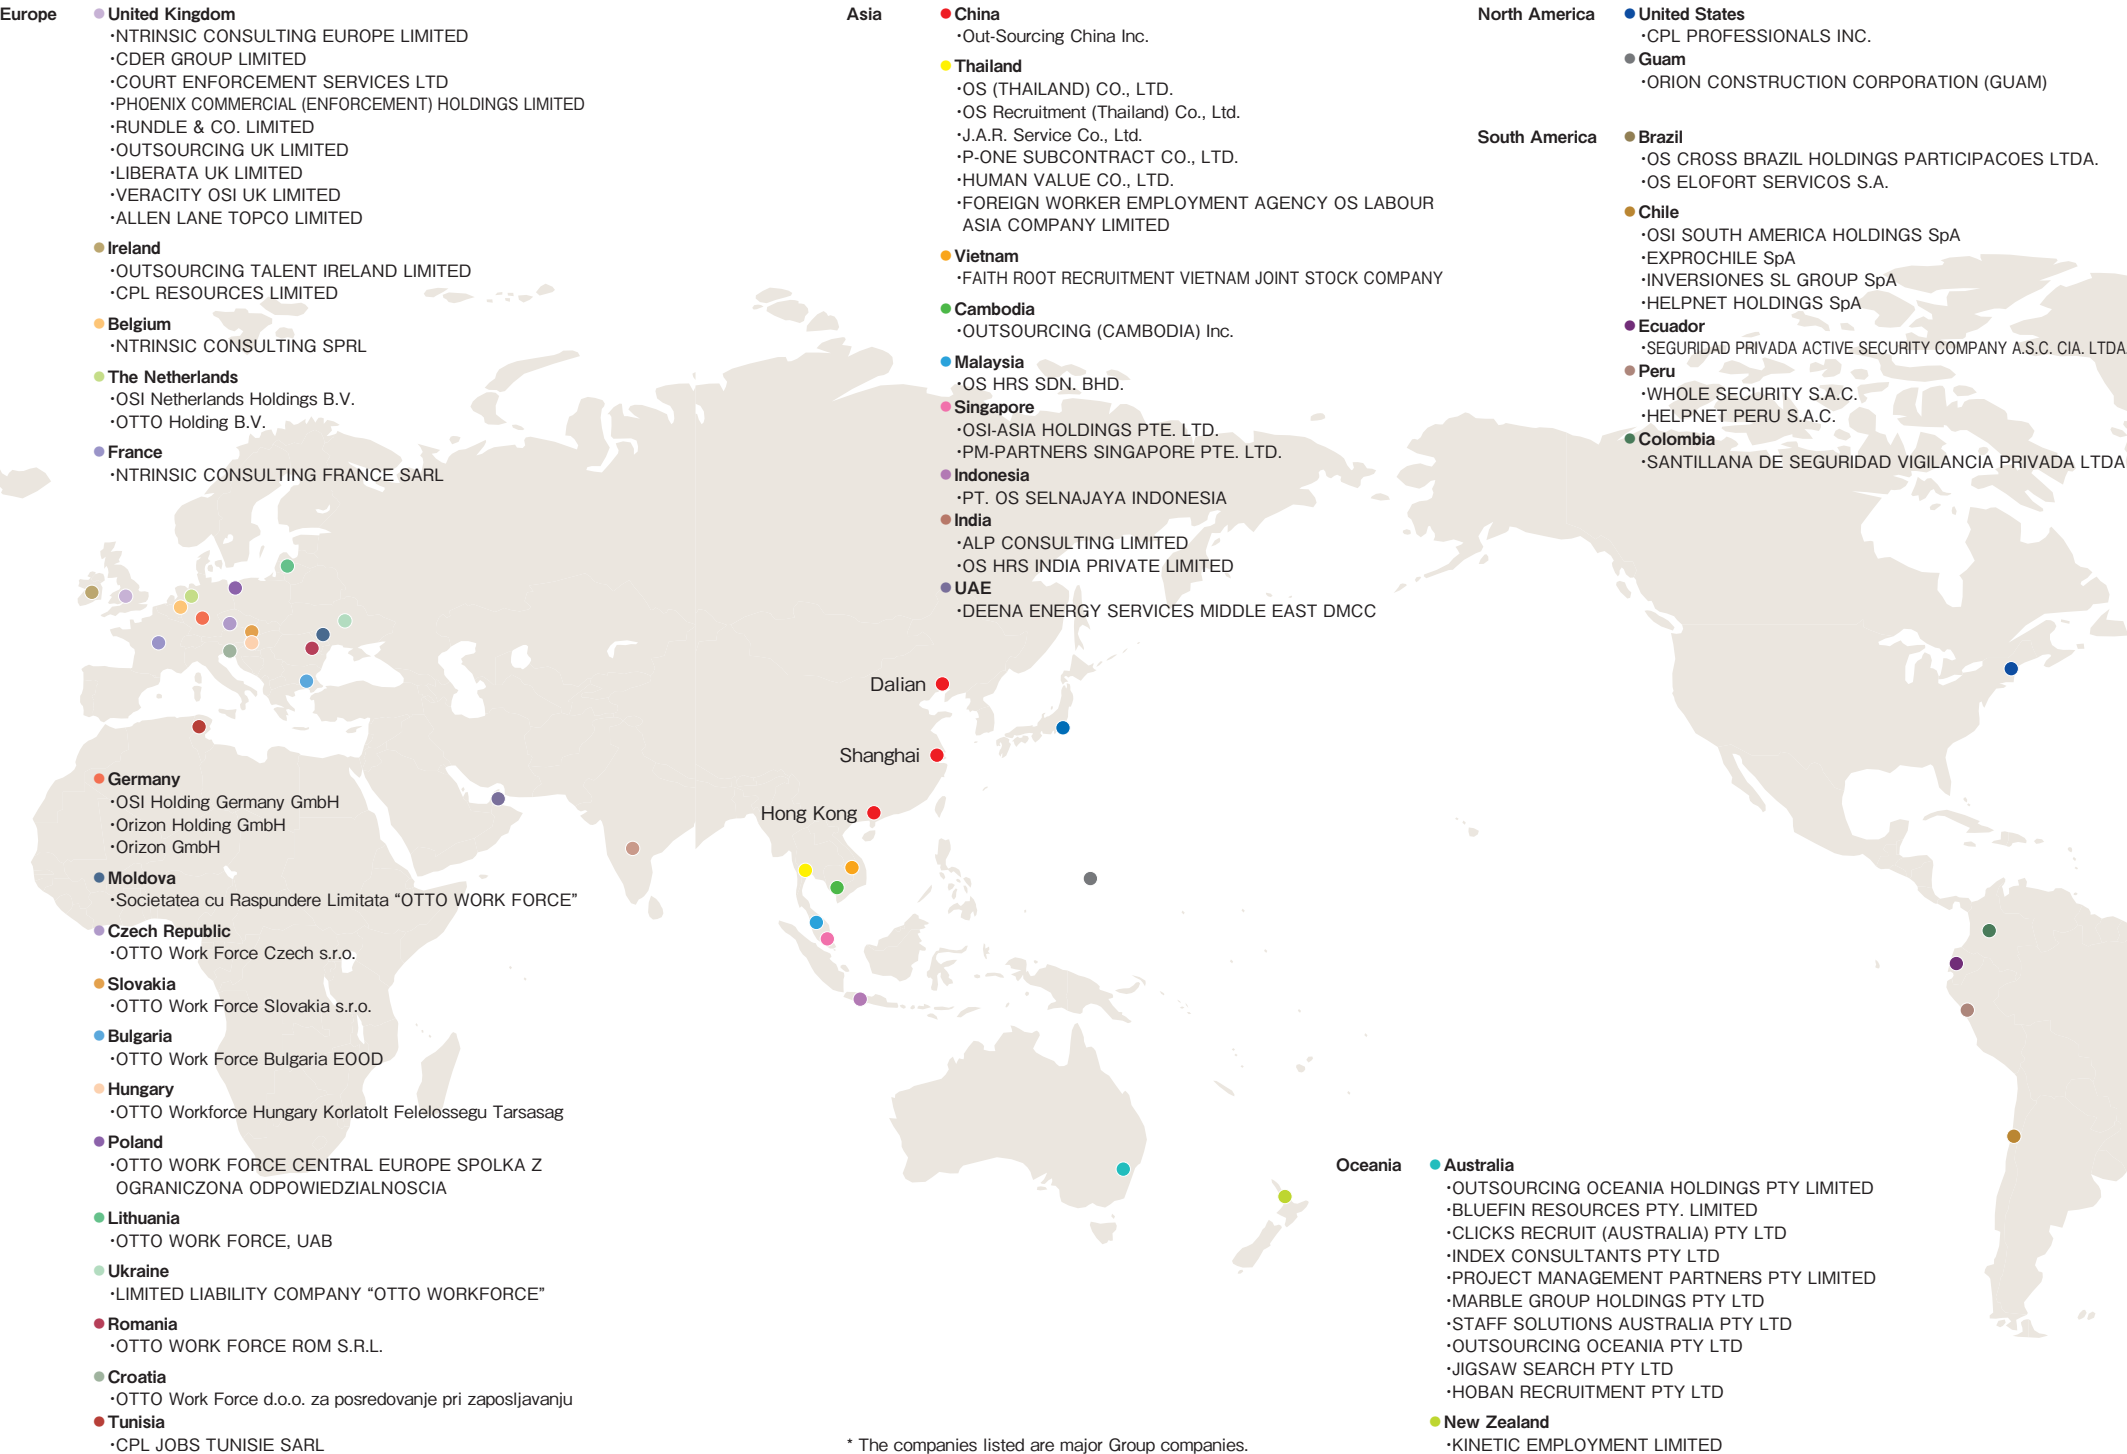 Europe
United Kingdom
・NTRINSIC CONSULTING EUROPE LIMITED
・CDER GROUP LIMITED
・COURT ENFORCEMENT SERVICES LTD
・PHOENIX COMMERCIAL (ENFORCEMENT) HOLDINGS LIMITED
・RUNDLE & CO. LIMITED
・OUTSOURCING UK LIMITED
・LIBERATA UK LIMITED
・VERACITY OSI UK LIMITED
・ALLEN LANE TOPCO LIMITED
Ireland
・OUTSOURCING TALENT IRELAND LIMITED
・CPL RESOURCES LIMITED
Belgium
・NTRINSIC CONSULTING SPRL
The Netherlands
・OSI Netherlands Holdings B.V.
・OTTO Holding B.V.
France
・NTRINSIC CONSULTING FRANCE SARL
Germany
・OSI Holding Germany GmbH
・Orizon Holding GmbH
・Orizon GmbH
Moldova
・Societatea cu Raspundere Limitata “OTTO WORK FORCE”
Czech Republic
・OTTO Work Force Czech s.r.o.
Slovakia
・OTTO Work Force Slovakia s.r.o.
Bulgaria
・OTTO Work Force Bulgaria EOOD
Hungary
・OTTO Workforce Hungary Korlatolt Felelossegu Tarsasag
Poland
・OTTO WORK FORCE CENTRAL EUROPE SPOLKA Z
OGRANICZONA ODPOWIEDZIALNOSCIA
Lithuania
・OTTO WORK FORCE, UAB
Ukraine
・LIMITED LIABILITY COMPANY “OTTO WORKFORCE”
Romania
・OTTO WORK FORCE ROM S.R.L.
Croatia
・OTTO Work Force d.o.o. za posredovanje pri zaposljavanju
Tunisia
・CPL JOBS TUNISIE SARL
Asia
China
・Out-Sourcing China Inc.
Thailand
・OS (THAILAND) CO., LTD.
・OS Recruitment (Thailand) Co., Ltd.
・J.A.R. Service Co., Ltd.
・P-ONE SUBCONTRACT CO., LTD.
・HUMAN VALUE CO., LTD.
・FOREIGN WORKER EMPLOYMENT AGENCY OS LABOUR
ASIA COMPANY LIMITED
Vietnam
・FAITH ROOT RECRUITMENT VIETNAM JOINT STOCK COMPANY
Cambodia
・OUTSOURCING (CAMBODIA) Inc.
Malaysia
・OS HRS SDN. BHD.
Singapore
・OSI-ASIA HOLDINGS PTE. LTD.
・PM-PARTNERS SINGAPORE PTE. LTD.
Indonesia
・PT. OS SELNAJAYA INDONESIA
India
・ALP CONSULTING LIMITED
・OS HRS INDIA PRIVATE LIMITED
UAE
・DEENA ENERGY SERVICES MIDDLE EAST DMCC
Dalian
Shanghai
Hong Kong
North America
United States
・CPL PROFESSIONALS INC.
Guam
・ORION CONSTRUCTION CORPORATION (GUAM)
South America
Brazil
・OS CROSS BRAZIL HOLDINGS PARTICIPACOES LTDA.
・OS ELOFORT SERVICOS S.A.
Chile
・OSI SOUTH AMERICA HOLDINGS SpA
・EXPROCHILE SpA
・INVERSIONES SL GROUP SpA
・HELPNET HOLDINGS SpA
Ecuador
・SEGURIDAD PRIVADA ACTIVE SECURITY COMPANY A.S.C. CIA. LTDA
Peru
・WHOLE SECURITY S.A.C.
・HELPNET PERU S.A.C.
Colombia
・SANTILLANA DE SEGURIDAD VIGILANCIA PRIVADA LTDA
Oceania
Australia
・OUTSOURCING OCEANIA HOLDINGS PTY LIMITED
・BLUEFIN RESOURCES PTY. LIMITED
・CLICKS RECRUIT (AUSTRALIA) PTY LTD
・INDEX CONSULTANTS PTY LTD
・PROJECT MANAGEMENT PARTNERS PTY LIMITED
・MARBLE GROUP HOLDINGS PTY LTD
・STAFF SOLUTIONS AUSTRALIA PTY LTD
・OUTSOURCING OCEANIA PTY LTD
・JIGSAW SEARCH PTY LTD
・HOBAN RECRUITMENT PTY LTD
New Zealand
・KINETIC EMPLOYMENT LIMITED
* The companies listed are major Group companies.